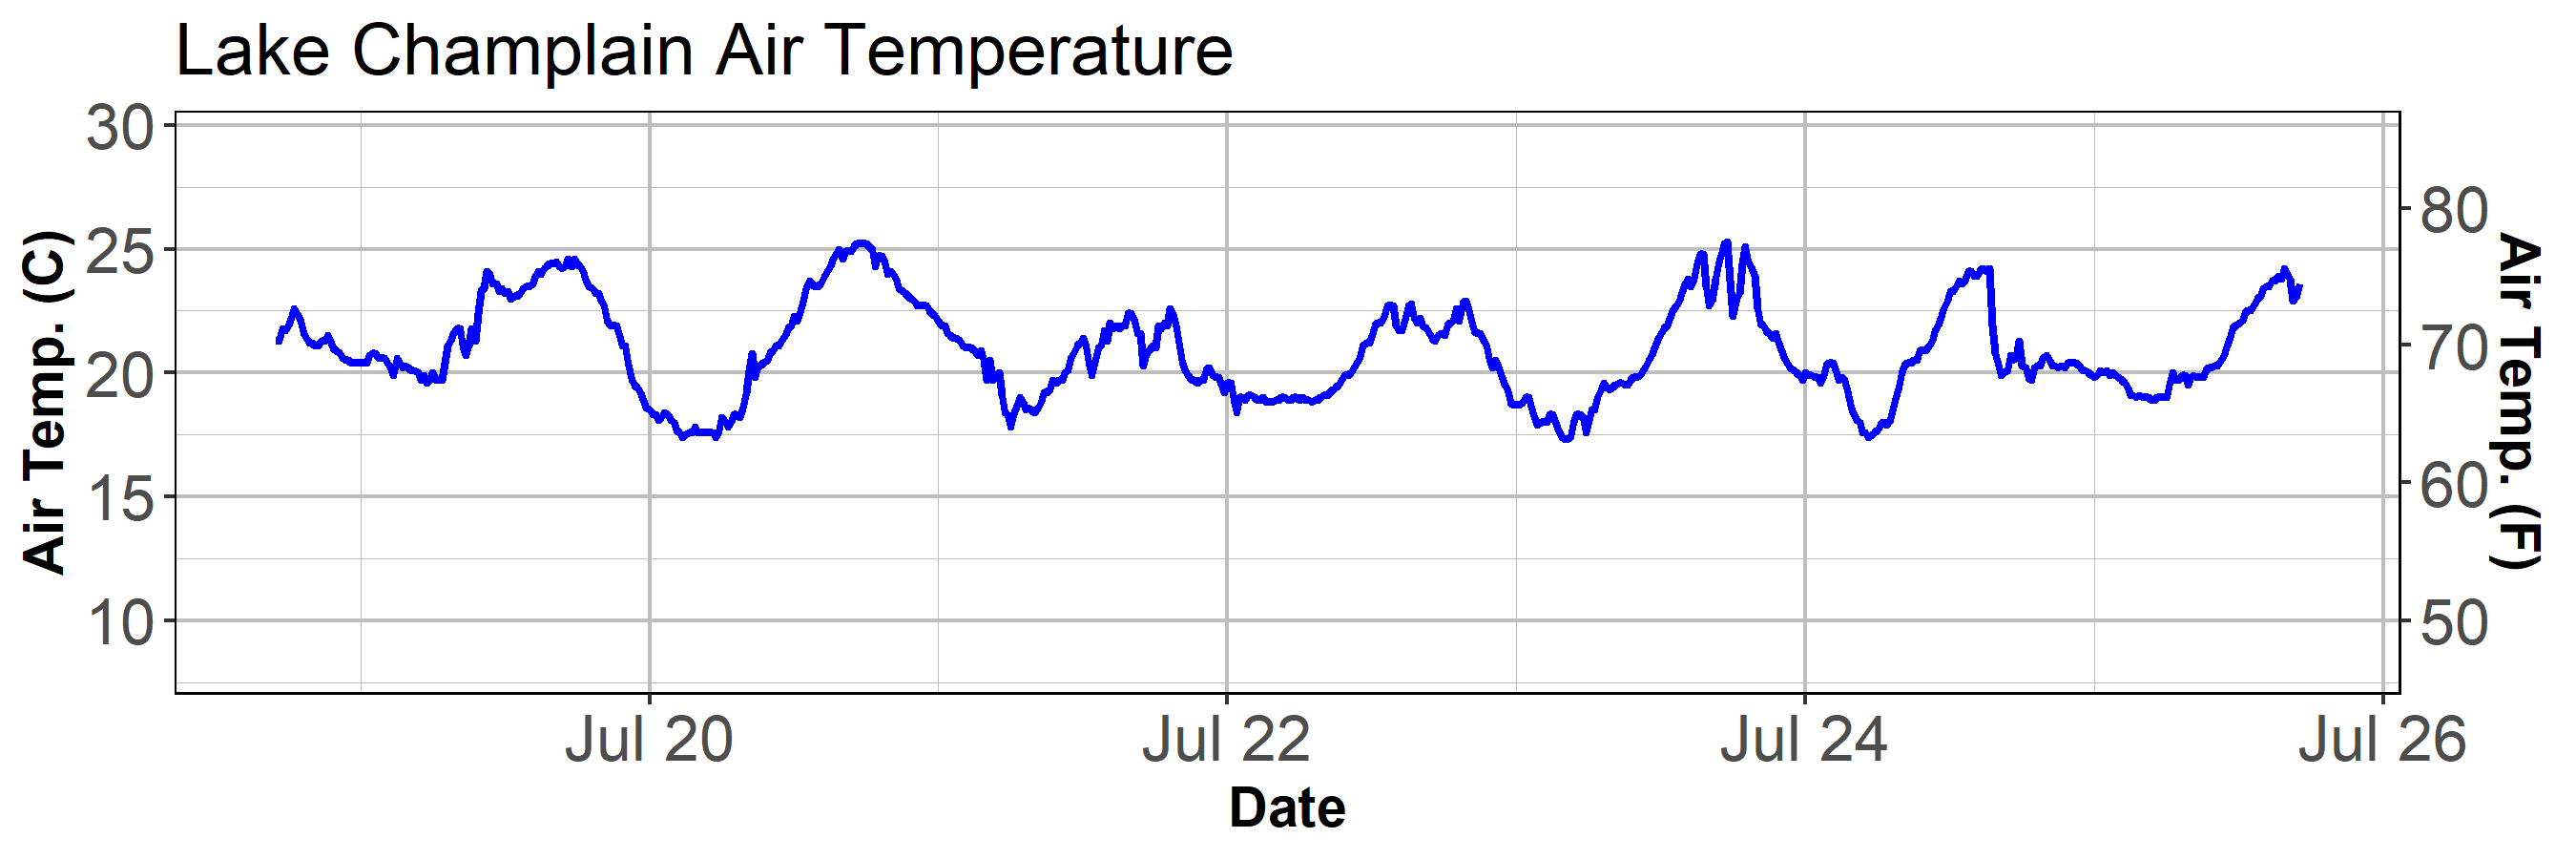 Lake Champlain Air Temperature
Air Temp. (C)
30
25
20
15
10
80
70
60
50
Air Temp. (F)
Jul 20
Jul 22
Jul 24
Jul 26
Date